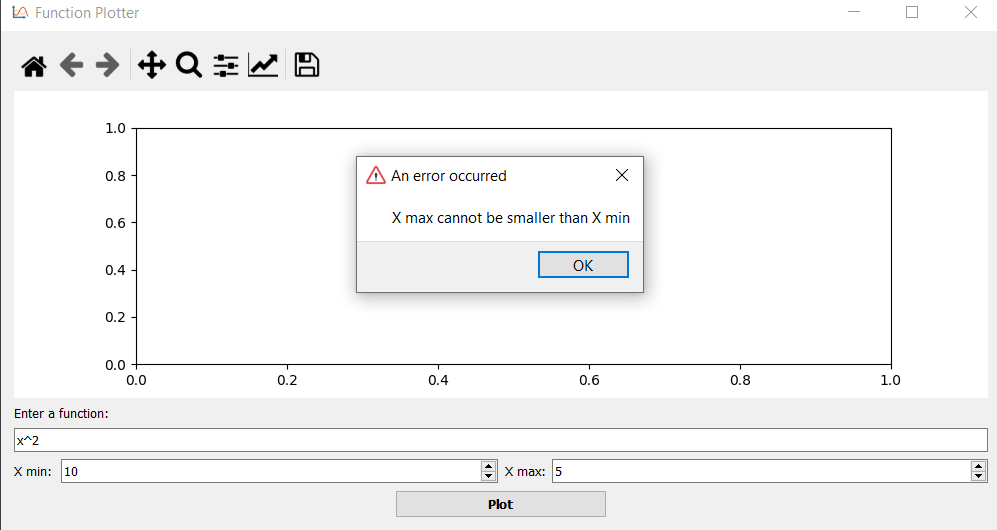 Function Plotter
1.0
0.8
0.6
0.4
0.2
0.0
0.0 0.2 0.4 0.6 0.8 1.0
An error occurred
X max cannot be smaller than X min
OK
Enter a function:
x^2
X min: 10 X max: 5
Plot